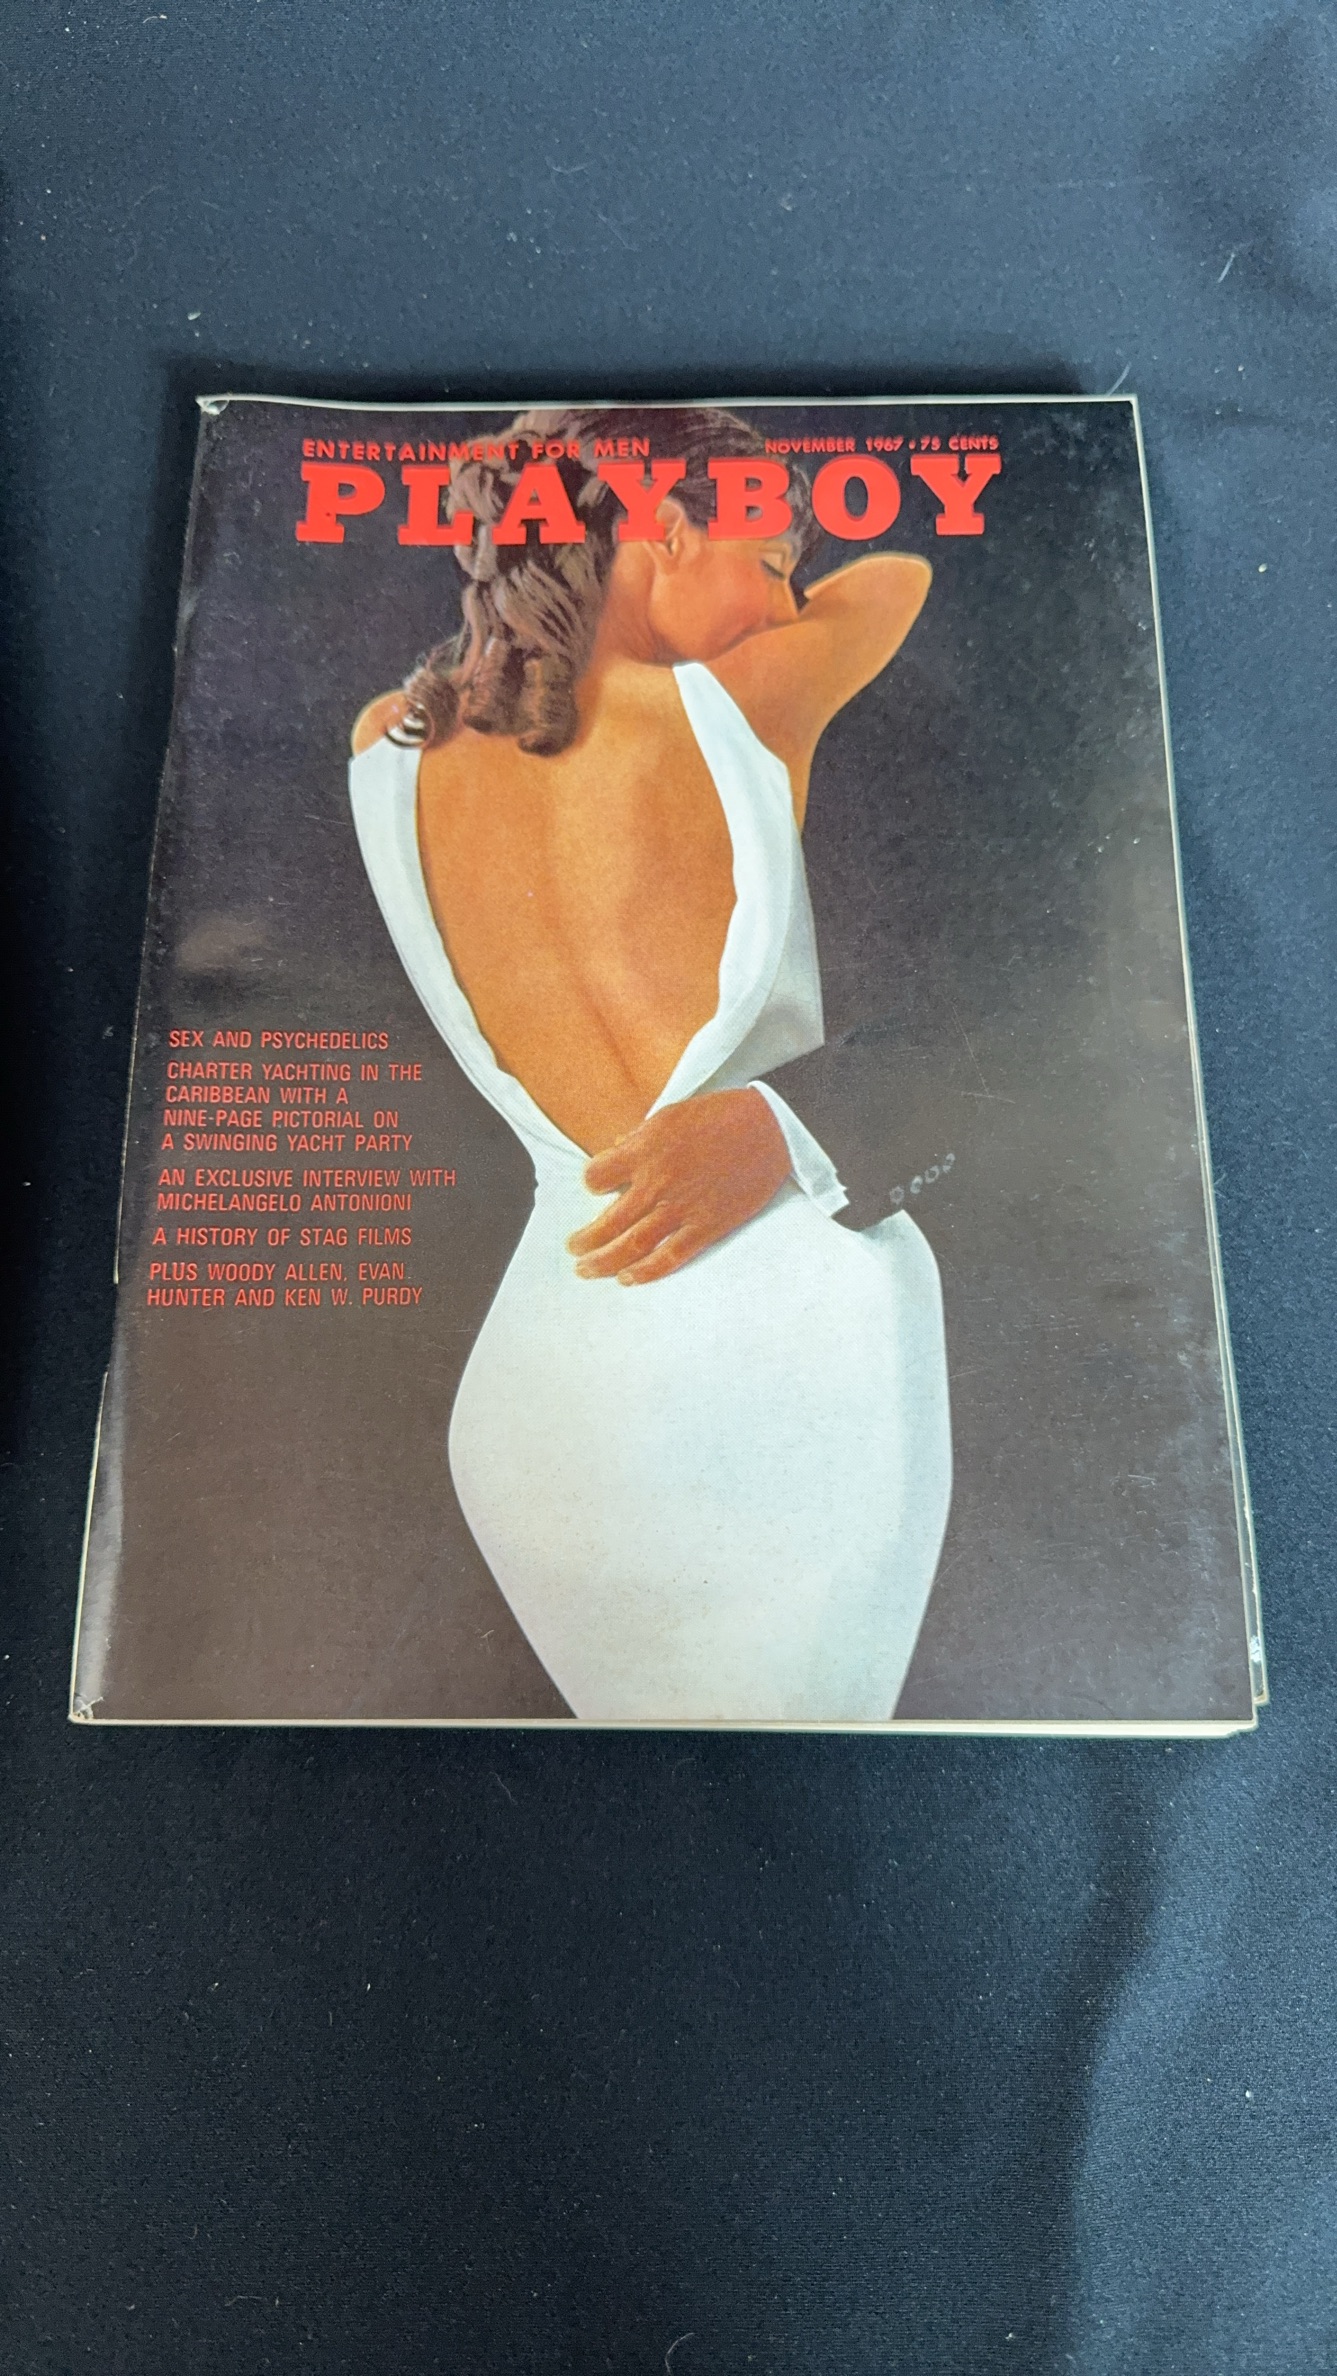 ENTERTAINMENT FOR MEN
NOVEMBER 1967 • 75 CENTS
PLAYBOY
SEX AND PSYCHEDELICS
CHARTER YACHTING IN THE
CARIBBEAN WITH A
NINE-PAGE PICTORIAL ON
A SWINGING YACHT PARTY
AN EXCLUSIVE INTERVIEW WITH
MICHELANGELO ANTONIONI
A HISTORY OF STAG FILMS
PLUS WOODY ALLEN, EVAN
HUNTER AND KEN W. PURDY